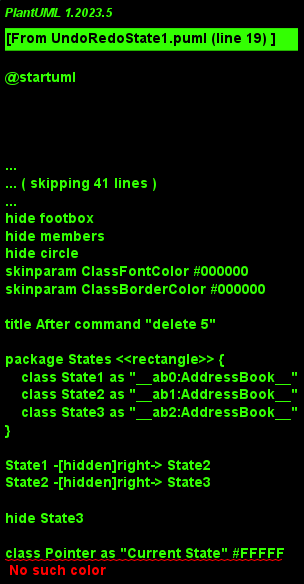 PlantUML 1.2023.5
[From UndoRedoState1.puml (line 19) ]
@startuml
...
... ( skipping 41 lines )
...
hide footbox
hide members
hide circle
skinparam ClassFontColor #000000
skinparam ClassBorderColor #000000
title After command "delete 5"
package States <<rectangle>> {
    class State1 as "__ab0:AddressBook__"
    class State2 as "__ab1:AddressBook__"
    class State3 as "__ab2:AddressBook__"
}
State1 -[hidden]right-> State2
State2 -[hidden]right-> State3
hide State3
class Pointer as "Current State" #FFFFF
 No such color